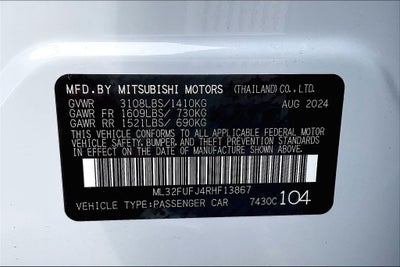 MFD.BY MITSUBISHI MOTORS (THAILAND) CO.,LTD.
GVWR 3108LBS/1410KG AUG 2024
GAWR FR 1609LBS/ 730KG
GAWR RR 1521LBS/ 690KG
THIS VEHICLE CONFORMS TO ALL APPLICABLE FEDERAL MOTOR
VEHICLE SAFETY, BUMPER, AND THEFT PREVENTION STANDARDS
IN EFFECT ON THE DATE OF MANUFACTURE SHOWN ABOVE.
ML32FUFJ4RHF13867
VEHICLE TYPE:PASSENGER CAR 7430C 104